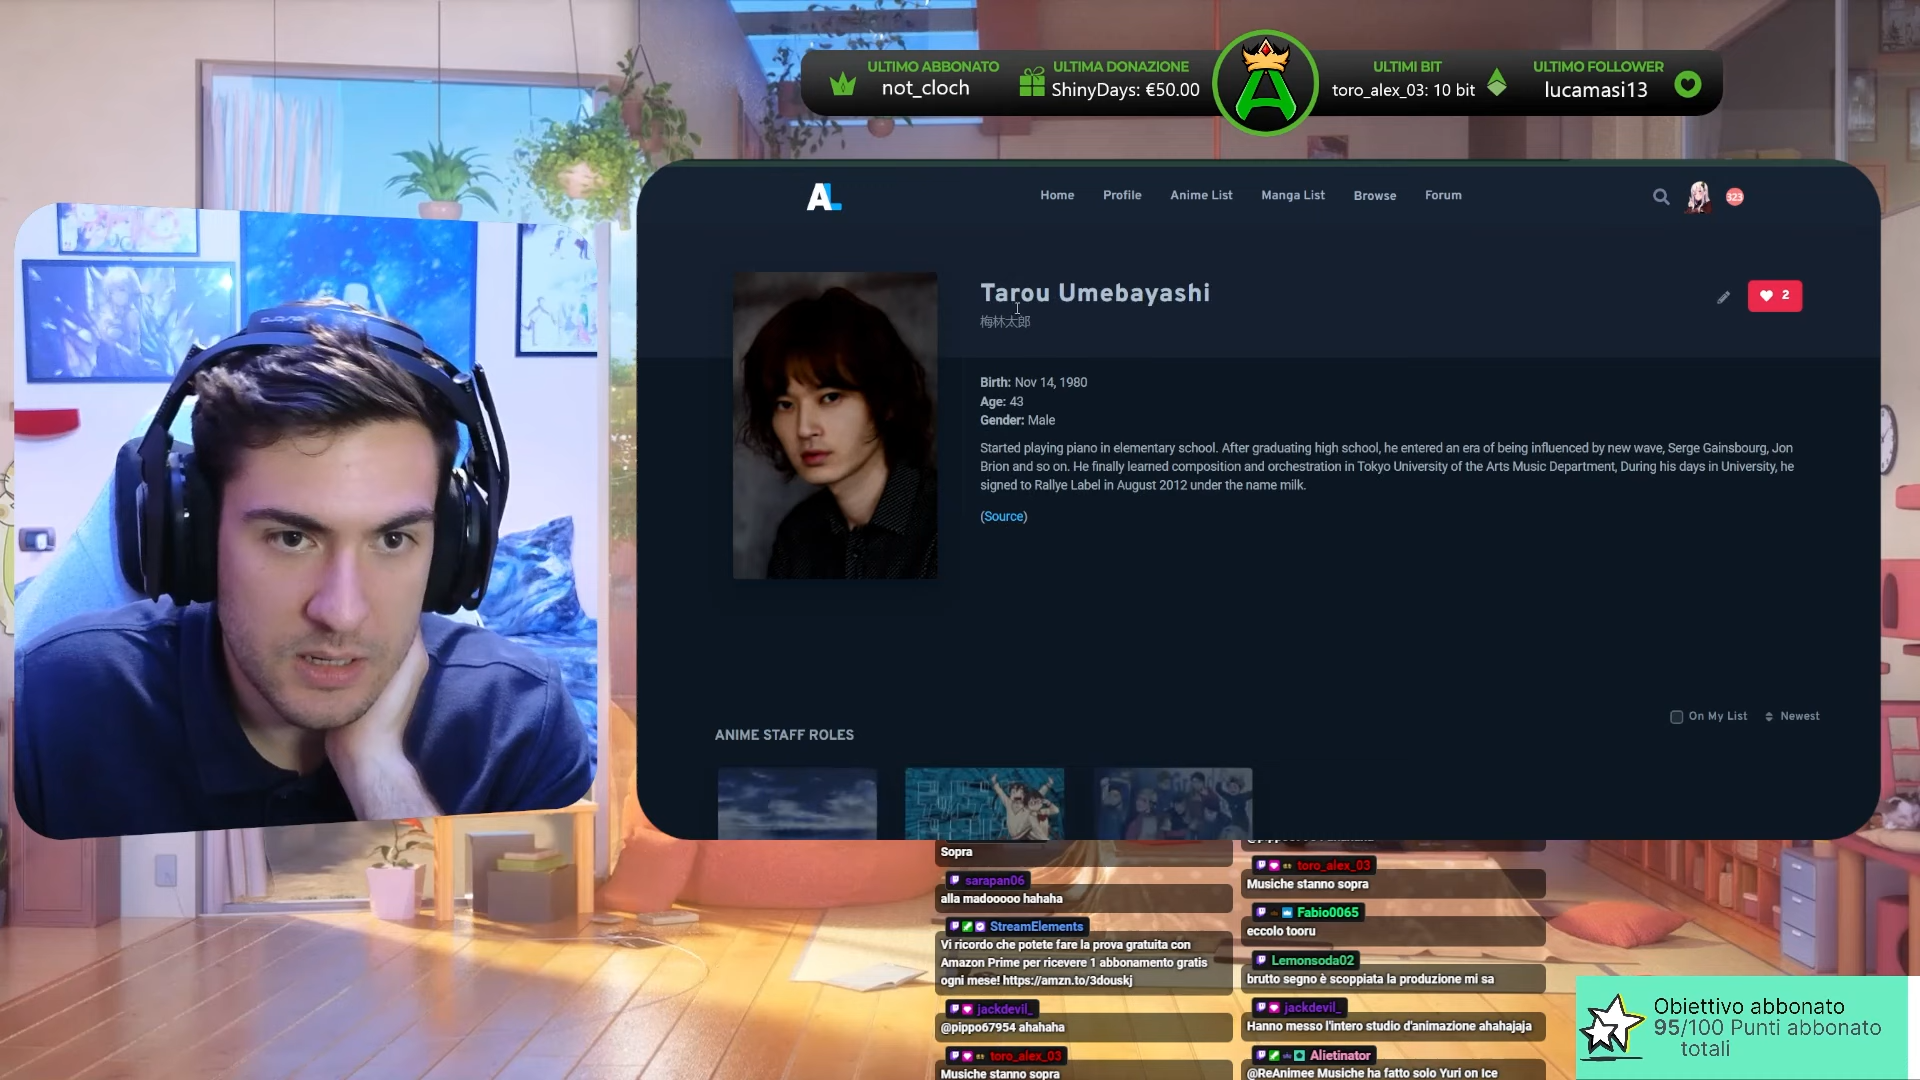 ULTIMO ABBONATO
not_cloch
ULTIMA DONAZIONE
ShinyDays: €50.00
ULTIMI BIT
toro_alex_03: 10 bit
ULTIMO FOLLOWER
lucamasi13
Home
Profile
Anime List
Manga List
Browse
Forum
323
Tarou Umebayashi
梅林太郎
2
Birth: Nov 14, 1980
Age: 43
Gender: Male
Started playing piano in elementary school. After graduating high school, he entered an era of being influenced by new wave, Serge Gainsbourg, Jon
Brion and so on. He finally learned composition and orchestration in Tokyo University of the Arts Music Department, During his days in University, he
signed to Rallye Label in August 2012 under the name milk.
(Source)
On My List
Newest
ANIME STAFF ROLES
Sopra
sarapan06
alla madooooo hahaha
StreamElements
Vi ricordo che potete fare la prova gratuita con
Amazon Prime per ricevere 1 abbonamento gratis
ogni mese! https://amzn.to/3douskj
jackdevil_
@pippo67954 ahahaha
toro_alex_03
Musiche stanno sopra
toro_alex_03
Musiche stanno sopra
Fabio0065
eccolo tooru
Lemonsoda02
brutto segno è scoppiata la produzione mi sa
jackdevil_
Hanno messo l'intero studio d'animazione ahahajaja
Alietinator
@ReAnimee Musiche ha fatto solo Yuri on Ice
Obiettivo abbonato
95/100 Punti abbonato
totali